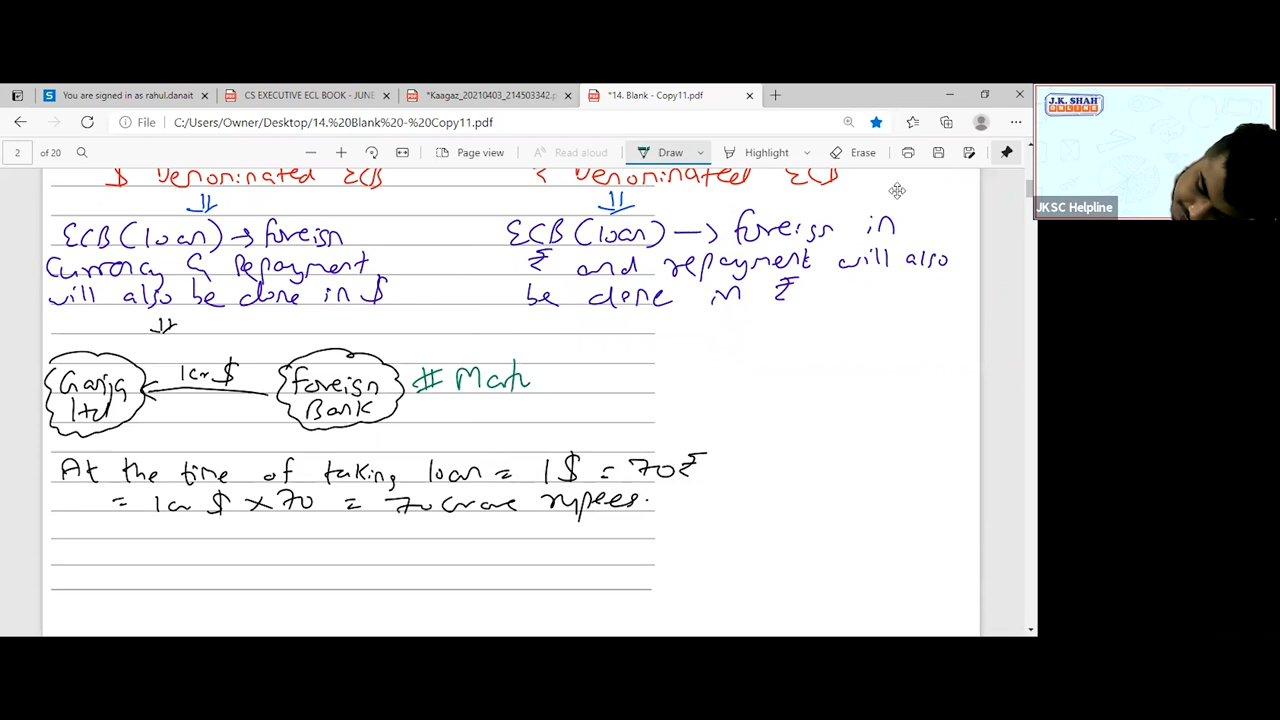 You are signed in as rahul.danait
CS EXECUTIVE ECL BOOK - JUNE
*Kaagaz_20210403_214503342.p
*14. Blank - Copy11.pdf
File C:/Users/Owner/Desktop/14.%20Blank%20-%20Copy11.pdf
2 of 20 Page view Read aloud Draw Highlight Erase
J.K. SHAH
ONLINE
JKSC Helpline
$ Denominated ECB
₹ Denominated ECB
ECB (loan) → foreign
Currency & Repayment
will also be done in $
ECB (loan) → foreign in
₹ and repayment will also
be done in ₹
Ganja
ltd
1cr $
Foreign
Bank
# Mark
At the time of taking loan = 1$ = 70₹
= 1cr $ × 70 = 70 crore rupees.